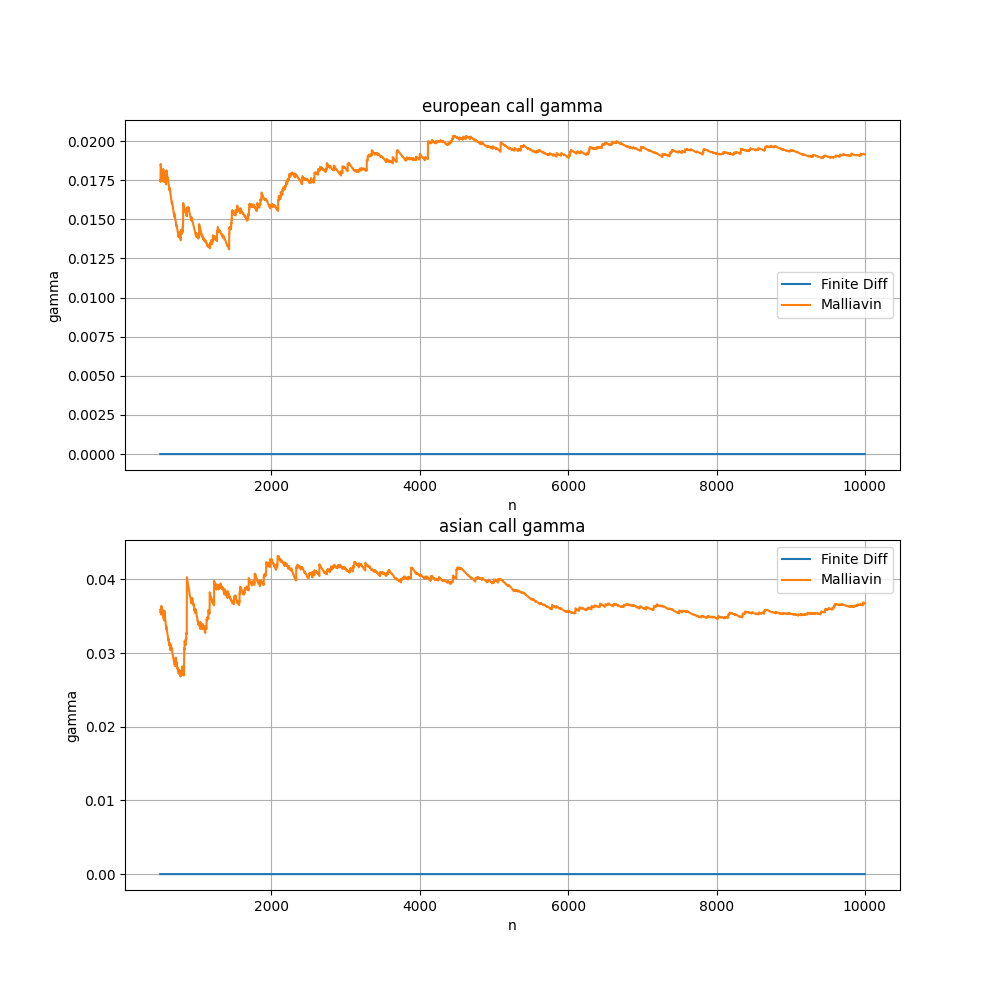 european call gamma
0.0200
0.0175
0.0150
0.0125
0.0100
0.0075
0.0050
0.0025
0.0000
gamma
Finite Diff
Malliavin
2000 4000 6000 8000 10000
n
asian call gamma
0.04
0.03
0.02
0.01
0.00
gamma
Finite Diff
Malliavin
2000 4000 6000 8000 10000
n